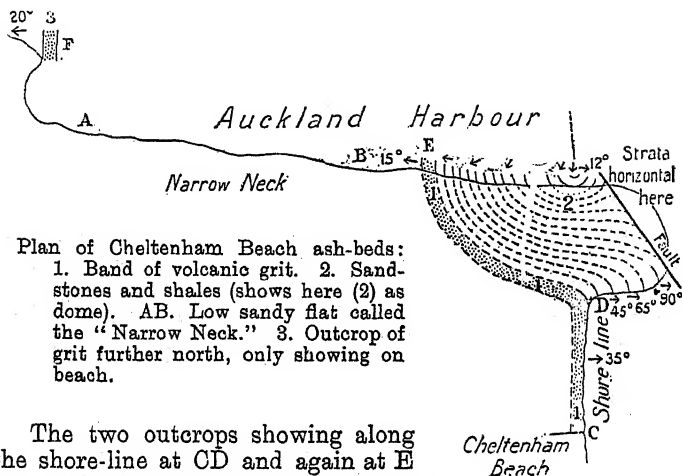 20° 3
F
A
Auckland Harbour
E
B 15°
12°
Strata
horizontal
here
Narrow Neck
1
2
Fault
Plan of Cheltenham Beach ash-beds:
1. Band of volcanic grit. 2. Sand-
stones and shales (shows here (2) as
dome). AB. Low sandy flat called
the “Narrow Neck.” 3. Outcrop of
grit further north, only showing on
beach.
1
D 45° 65° 90°
Shore line
35°
1
C
Cheltenham
Beach
The two outcrops showing along
he shore-line at CD and again at E